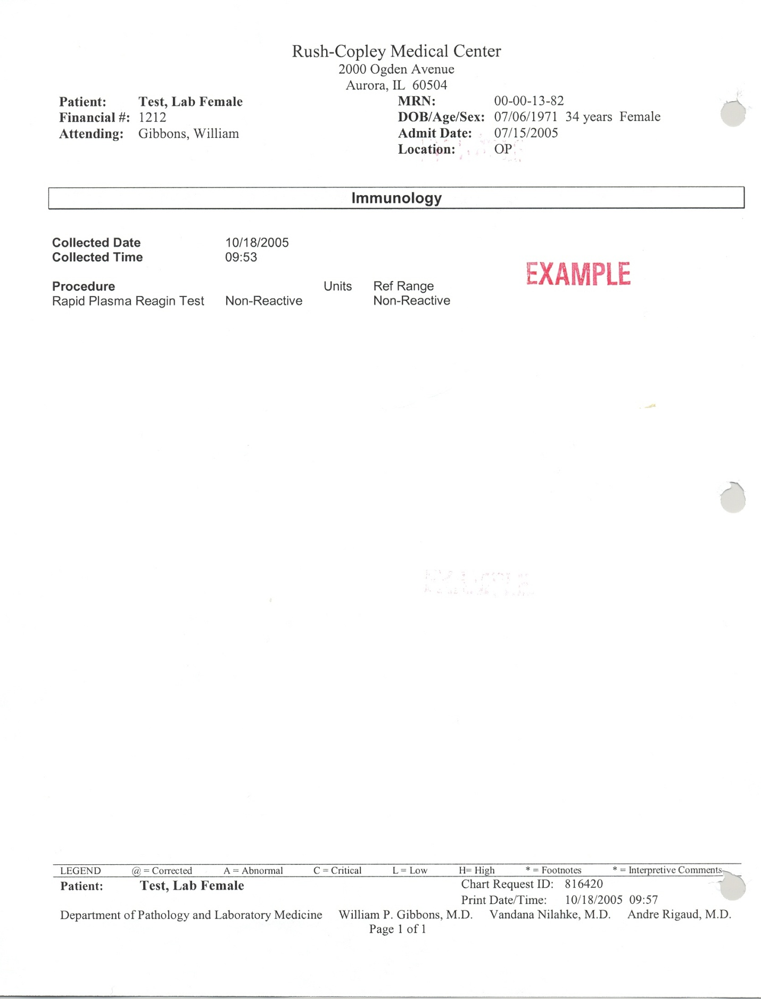 Rush-Copley Medical Center
2000 Ogden Avenue
Aurora, IL 60504
Patient: Test, Lab Female MRN: 00-00-13-82
Financial #: 1212 DOB/Age/Sex: 07/06/1971 34 years Female
Attending: Gibbons, William Admit Date: 07/15/2005
Location: OP
Immunology
Collected Date 10/18/2005
Collected Time 09:53
EXAMPLE
Procedure Units Ref Range
Rapid Plasma Reagin Test Non-Reactive Non-Reactive
LEGEND @ = Corrected A = Abnormal C = Critical L = Low H= High * = Footnotes * = Interpretive Comments
Patient: Test, Lab Female Chart Request ID: 816420
Print Date/Time: 10/18/2005 09:57
Department of Pathology and Laboratory Medicine William P. Gibbons, M.D. Vandana Nilahke, M.D. Andre Rigaud, M.D.
Page 1 of 1